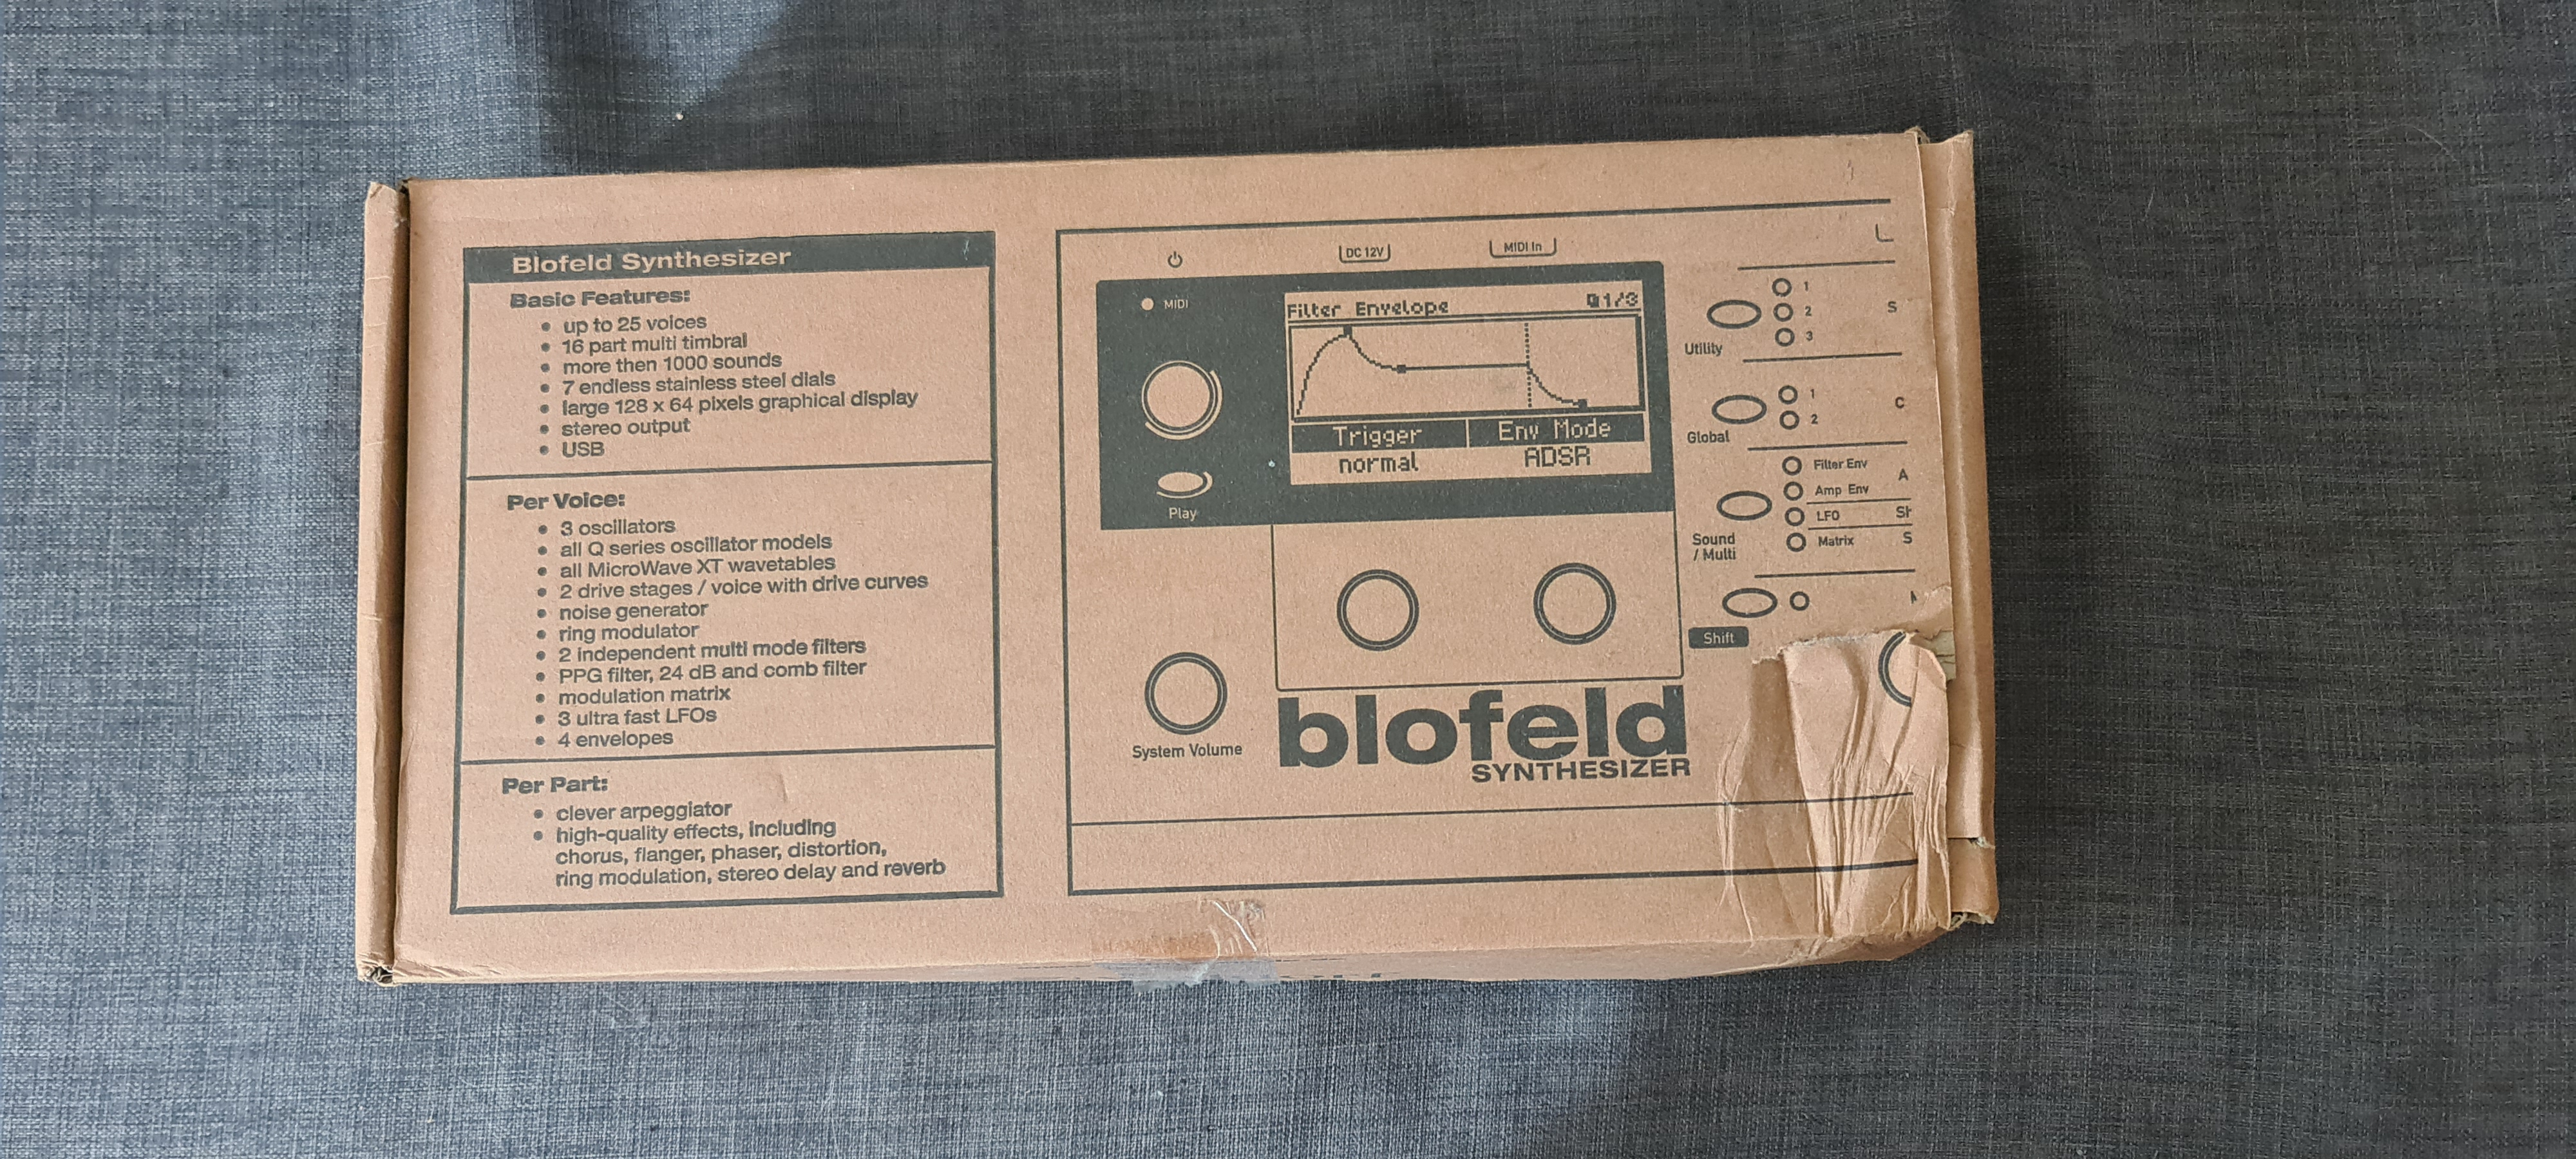 Blofeld Synthesizer
Basic Features:
• up to 25 voices
• 16 part multi timbral
• more then 1000 sounds
• 7 endless stainless steel dials
• large 128 x 64 pixels graphical display
• stereo output
• USB
Per Voice:
• 3 oscillators
• all Q series oscillator models
• all MicroWave XT wavetables
• 2 drive stages / voice with drive curves
• noise generator
• ring modulator
• 2 independent multi mode filters
• PPG filter, 24 dB and comb filter
• modulation matrix
• 3 ultra fast LFOs
• 4 envelopes
Per Part:
• clever arpeggiator
• high-quality effects, including
chorus, flanger, phaser, distortion,
ring modulation, stereo delay and reverb
DC 12V
MIDI In
MIDI
Filter Envelope 1/3
Trigger Env Mode
normal ADSR
Play
System Volume
blofeld
SYNTHESIZER
1
2
3
S
Utility
1
2
C
Global
Filter Env
A
Amp Env
LFO
Matrix
S
Sound
/ Multi
Shift